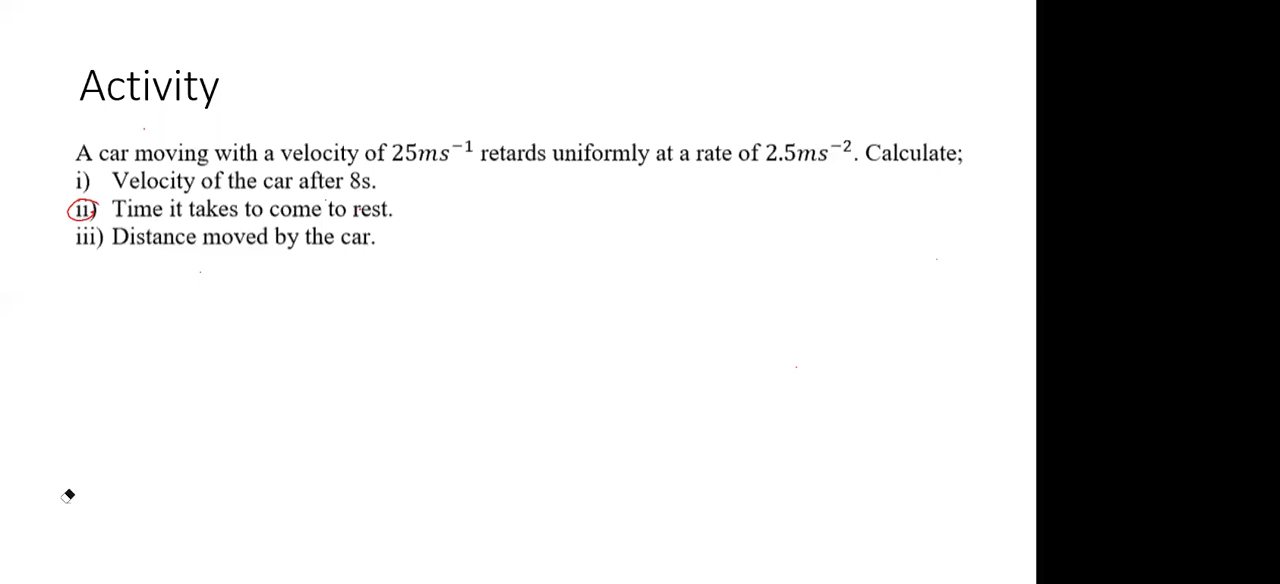 Activity
A car moving with a velocity of 25ms⁻¹ retards uniformly at a rate of 2.5ms⁻². Calculate;
i) Velocity of the car after 8s.
ii) Time it takes to come to rest.
iii) Distance moved by the car.